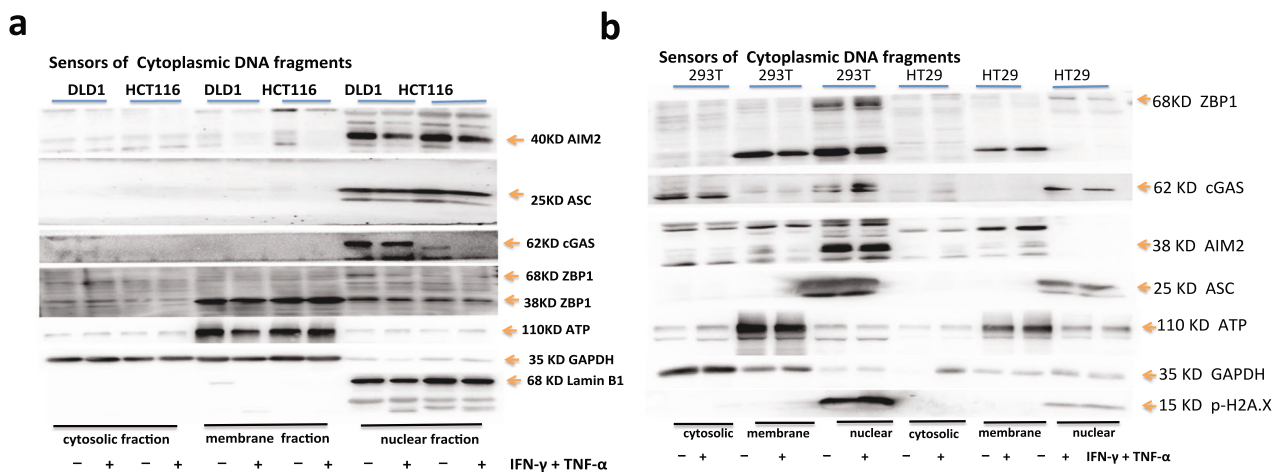 a
Sensors of Cytoplasmic DNA fragments
DLD1 HCT116 DLD1 HCT116 DLD1 HCT116
40KD AIM2
25KD ASC
62KD cGAS
68KD ZBP1
38KD ZBP1
110KD ATP
35 KD GAPDH
68 KD Lamin B1
cytosolic fraction membrane fraction nuclear fraction
– + – + – + – + – + – + IFN-γ + TNF-α
b
Sensors of Cytoplasmic DNA fragments
293T 293T 293T HT29 HT29 HT29
68KD ZBP1
62 KD cGAS
38 KD AIM2
25 KD ASC
110 KD ATP
35 KD GAPDH
15 KD p-H2A.X
cytosolic membrane nuclear cytosolic membrane nuclear
– + – + – + – + – + – + IFN-γ + TNF-α